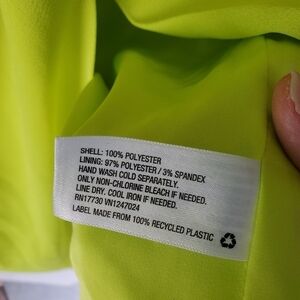 SHELL: 100% POLYESTER
LINING: 97% POLYESTER / 3% SPANDEX
HAND WASH COLD SEPARATELY.
ONLY NON-CHLORINE BLEACH IF NEEDED.
LINE DRY. COOL IRON IF NEEDED.
RN17730 VN1247024
LABEL MADE FROM 100% RECYCLED PLASTIC